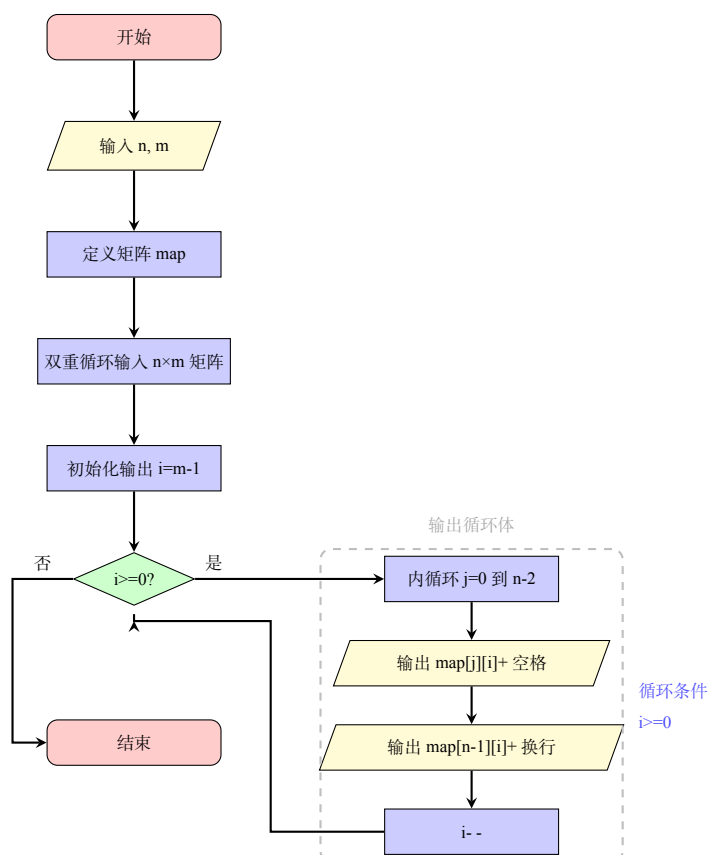 开始
输入 n, m
定义矩阵 map
双重循环输入 n×m 矩阵
初始化输出 i=m-1
输出循环体
否
i>=0?
是
内循环 j=0 到 n-2
输出 map[j][i]+ 空格
循环条件
i>=0
结束
输出 map[n-1][i]+ 换行
i- -